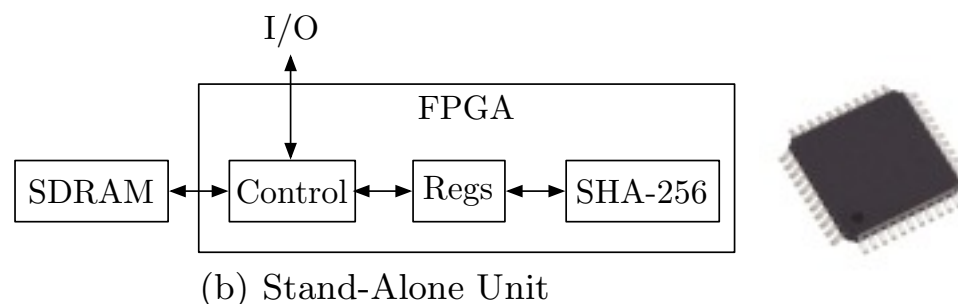 I/O
FPGA
SDRAM Control Regs SHA-256
(b) Stand-Alone Unit